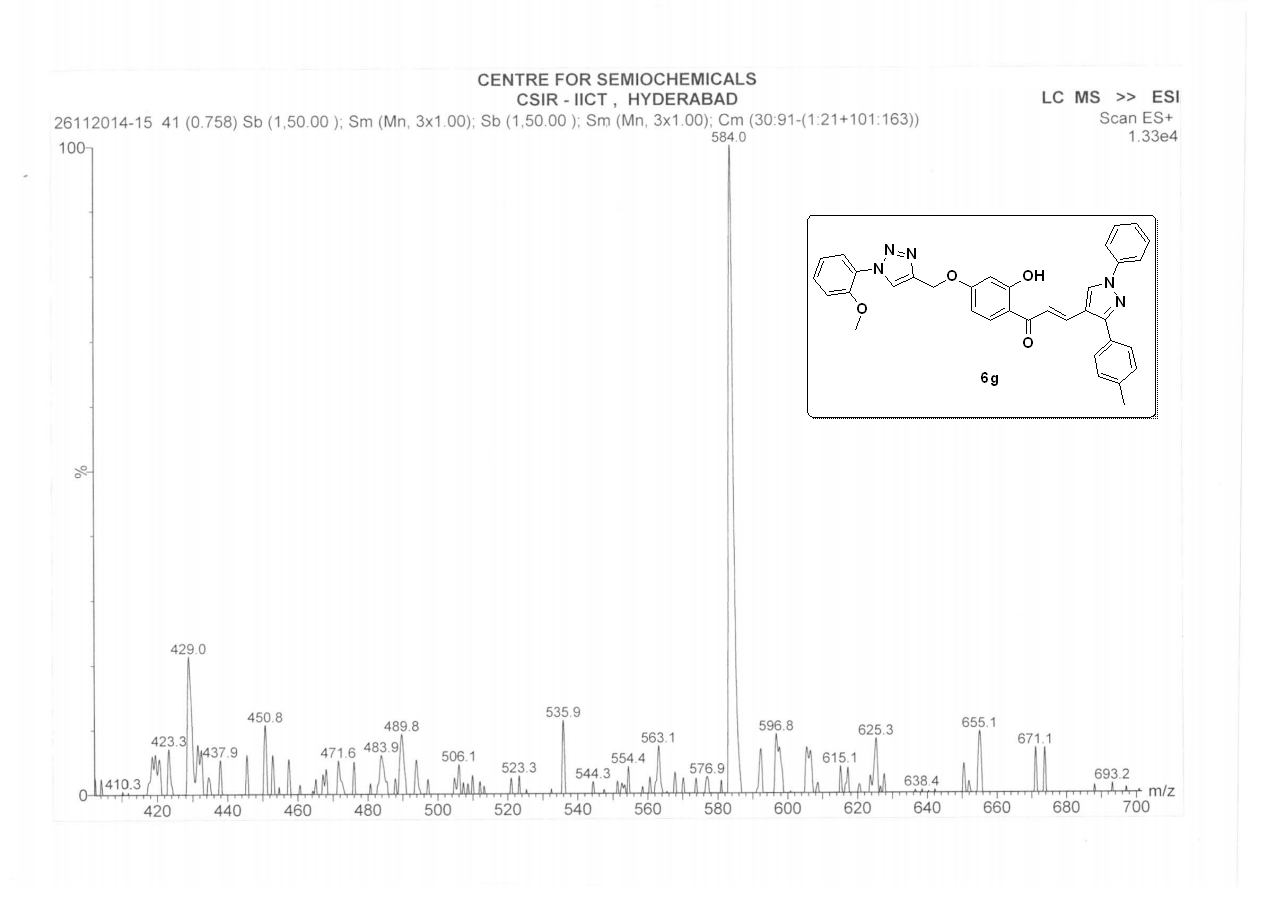 CENTRE FOR SEMIOCHEMICALS
CSIR - IICT , HYDERABAD
LC MS >> ESI
26112014-15 41 (0.758) Sb (1,50.00 ); Sm (Mn, 3x1.00); Sb (1,50.00 ); Sm (Mn, 3x1.00); Cm (30:91-(1:21+101:163))
Scan ES+
1.33e4
584.0
100
%
0
N
N
N
N
O
O
OH
O
N
N
6g
429.0
423.3
410.3
437.9
450.8
471.6
483.9
489.8
506.1
523.3
535.9
544.3
554.4
563.1
576.9
596.8
615.1
625.3
638.4
655.1
671.1
693.2
m/z
420 440 460 480 500 520 540 560 580 600 620 640 660 680 700